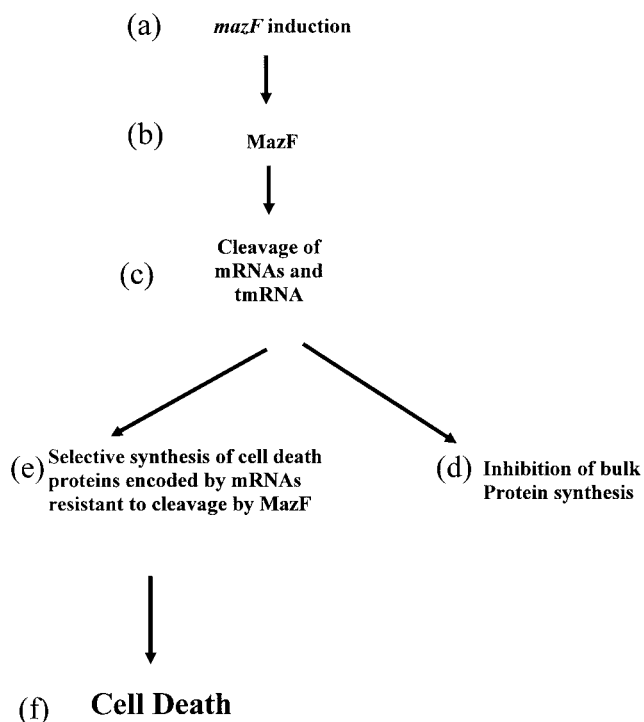 (a) mazF induction
(b) MazF
(c) Cleavage of
mRNAs and
tmRNA
(e) Selective synthesis of cell death
proteins encoded by mRNAs
resistant to cleavage by MazF
(d) Inhibition of bulk
Protein synthesis
(f) Cell Death